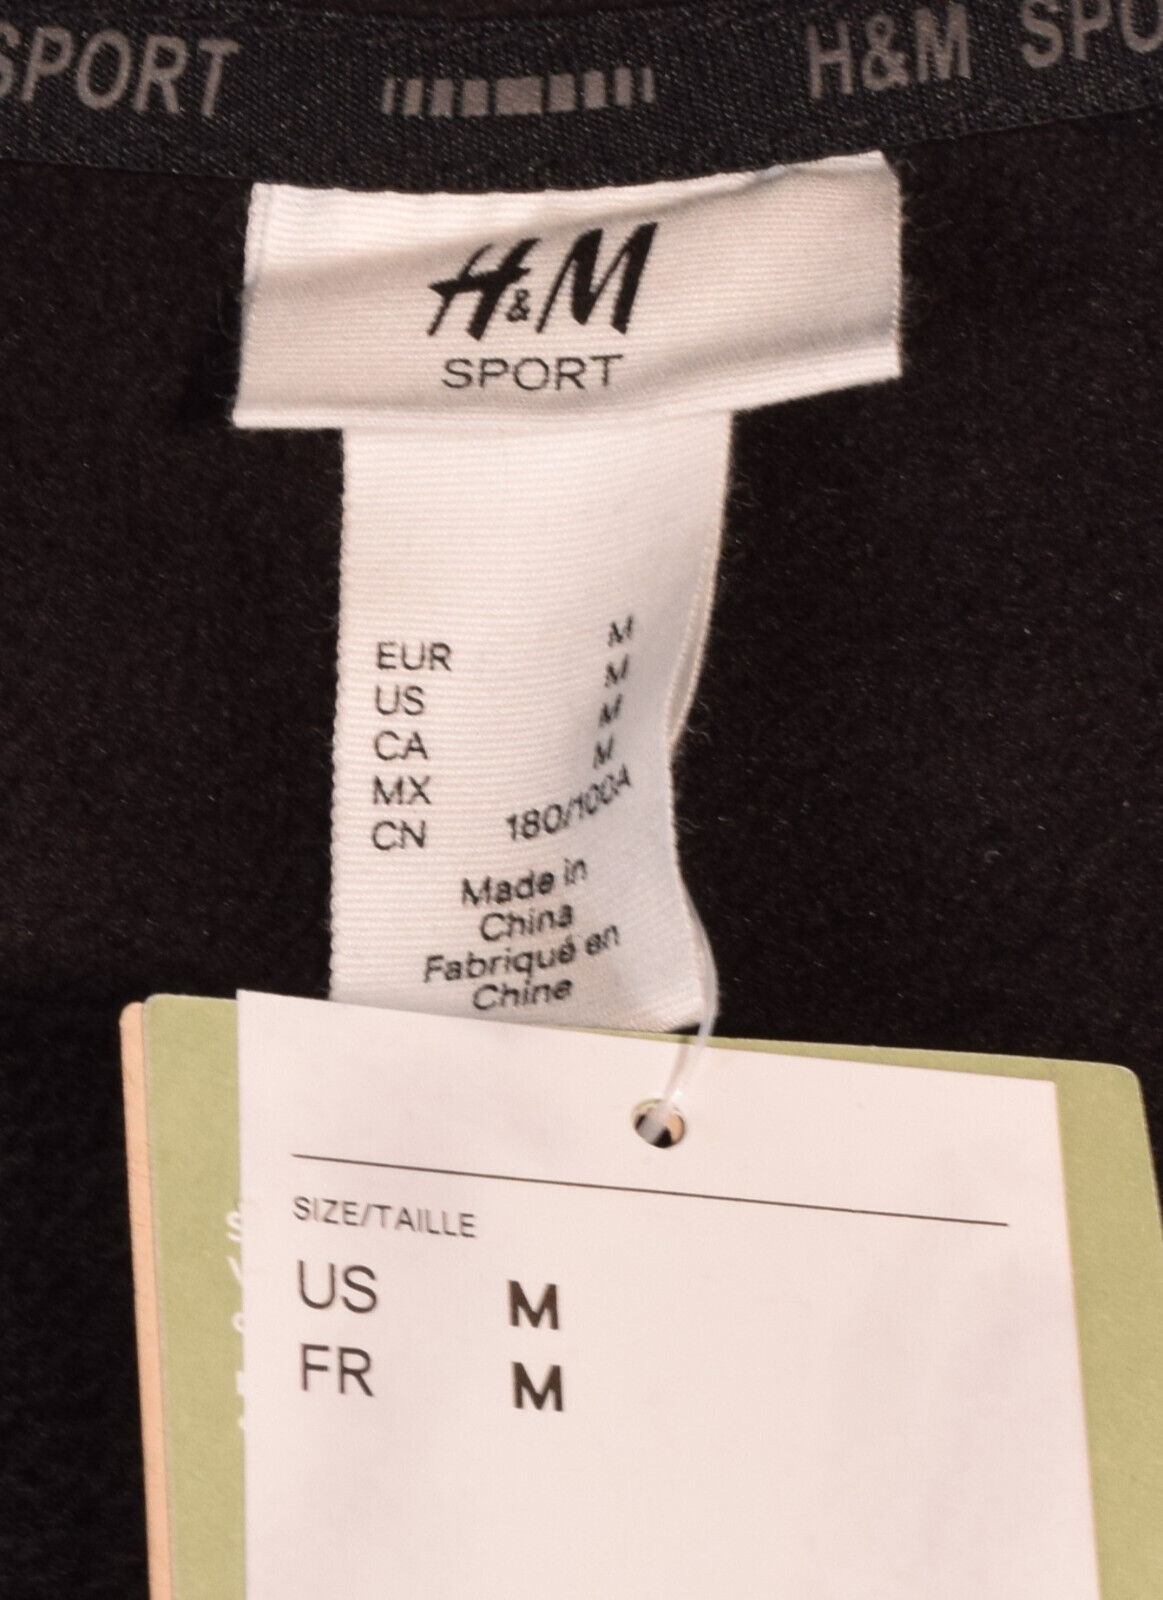 SPORT H&M SPO
H&M
SPORT
EUR M
US M
CA M
MX M
CN 180/100A
Made in
China
Fabriqué en
Chine
SIZE/TAILLE
US M
FR M